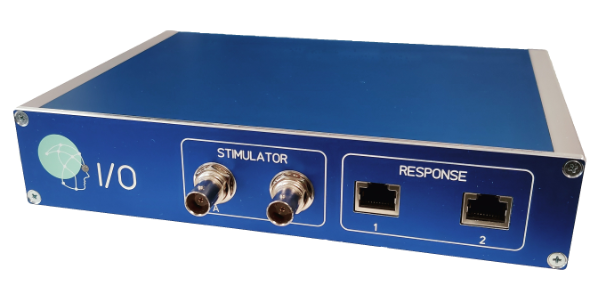 I/O
STIMULATOR
A
RESPONSE
1
2